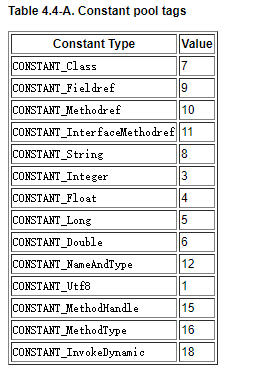 Table 4.4-A. Constant pool tags
Constant Type Value
CONSTANT_Class 7
CONSTANT_Fieldref 9
CONSTANT_Methodref 10
CONSTANT_InterfaceMethodref 11
CONSTANT_String 8
CONSTANT_Integer 3
CONSTANT_Float 4
CONSTANT_Long 5
CONSTANT_Double 6
CONSTANT_NameAndType 12
CONSTANT_Utf8 1
CONSTANT_MethodHandle 15
CONSTANT_MethodType 16
CONSTANT_InvokeDynamic 18